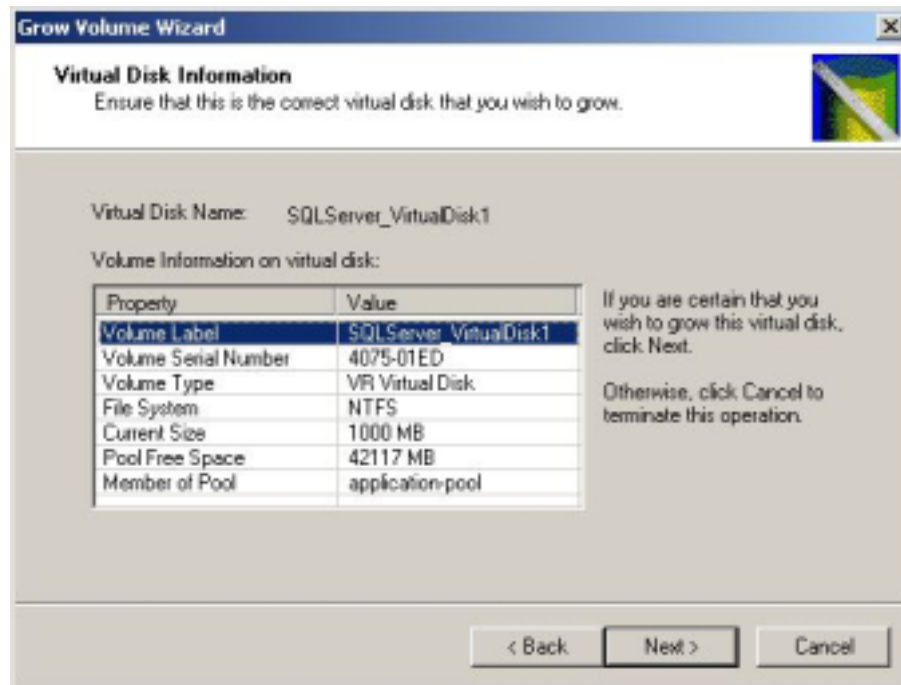 Grow Volume Wizard
Virtual Disk Information
Ensure that this is the correct virtual disk that you wish to grow.
Virtual Disk Name: SQLServer_VirtualDisk1
Volume Information on virtual disk:
Property Value
Volume Label SQLServer_VirtualDisk1
Volume Serial Number 4075-01ED
Volume Type VR Virtual Disk
File System NTFS
Current Size 1000 MB
Pool Free Space 42117 MB
Member of Pool application-pool
If you are certain that you
wish to grow this virtual disk,
click Next.
Otherwise, click Cancel to
terminate this operation.
< Back Next > Cancel